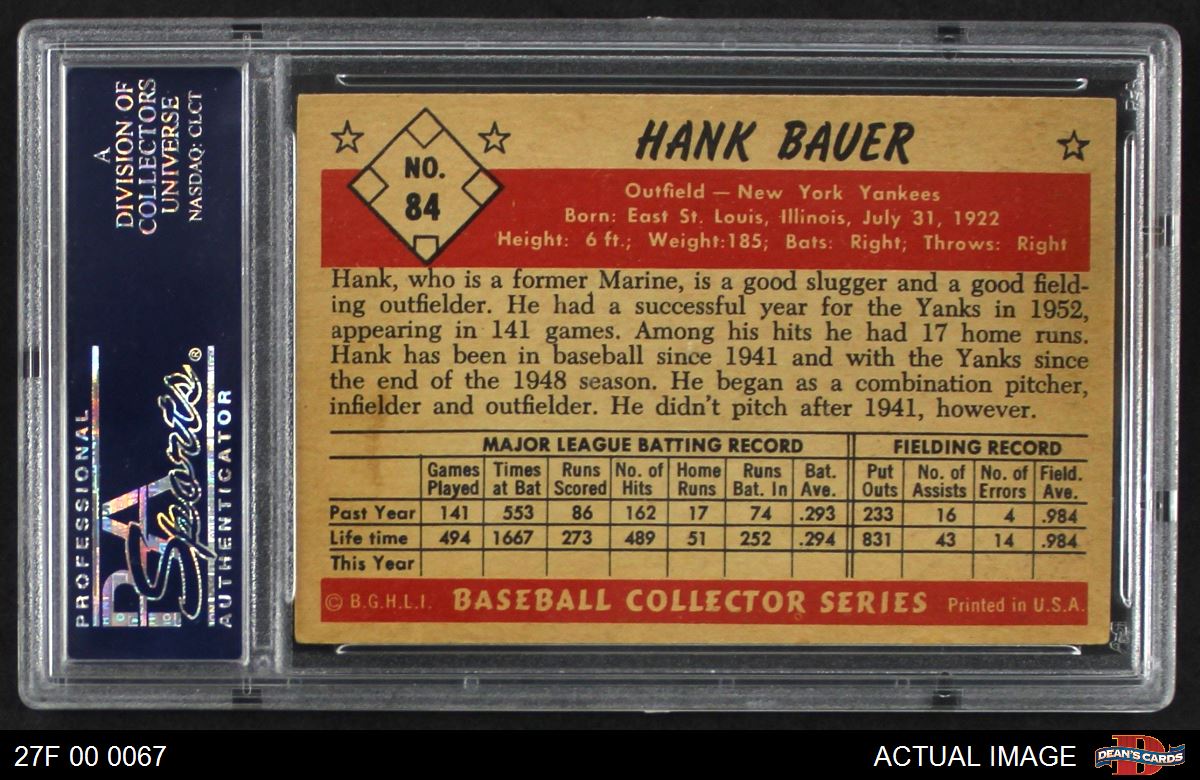 A
DIVISION OF
COLLECTORS
UNIVERSE
NASDAQ: CLCT
PROFESSIONAL
PSA
Sports®
AUTHENTICATOR
NO.
84
HANK BAUER
Outfield — New York Yankees
Born: East St. Louis, Illinois, July 31, 1922
Height: 6 ft.; Weight:185; Bats: Right; Throws: Right
Hank, who is a former Marine, is a good slugger and a good field-
ing outfielder. He had a successful year for the Yanks in 1952,
appearing in 141 games. Among his hits he had 17 home runs.
Hank has been in baseball since 1941 and with the Yanks since
the end of the 1948 season. He began as a combination pitcher,
infielder and outfielder. He didn't pitch after 1941, however.
MAJOR LEAGUE BATTING RECORD FIELDING RECORD
Games Times Runs No. of Home Runs Bat. Put No. of No. of Field.
Played at Bat Scored Hits Runs Bat. In Ave. Outs Assists Errors Ave.
Past Year 141 553 86 162 17 74 .293 233 16 4 .984
Life time 494 1667 273 489 51 252 .294 831 43 14 .984
This Year
© B.G.H.L.I. BASEBALL COLLECTOR SERIES Printed in U.S.A.
27F 00 0067
ACTUAL IMAGE
D
DEAN'S CARDS